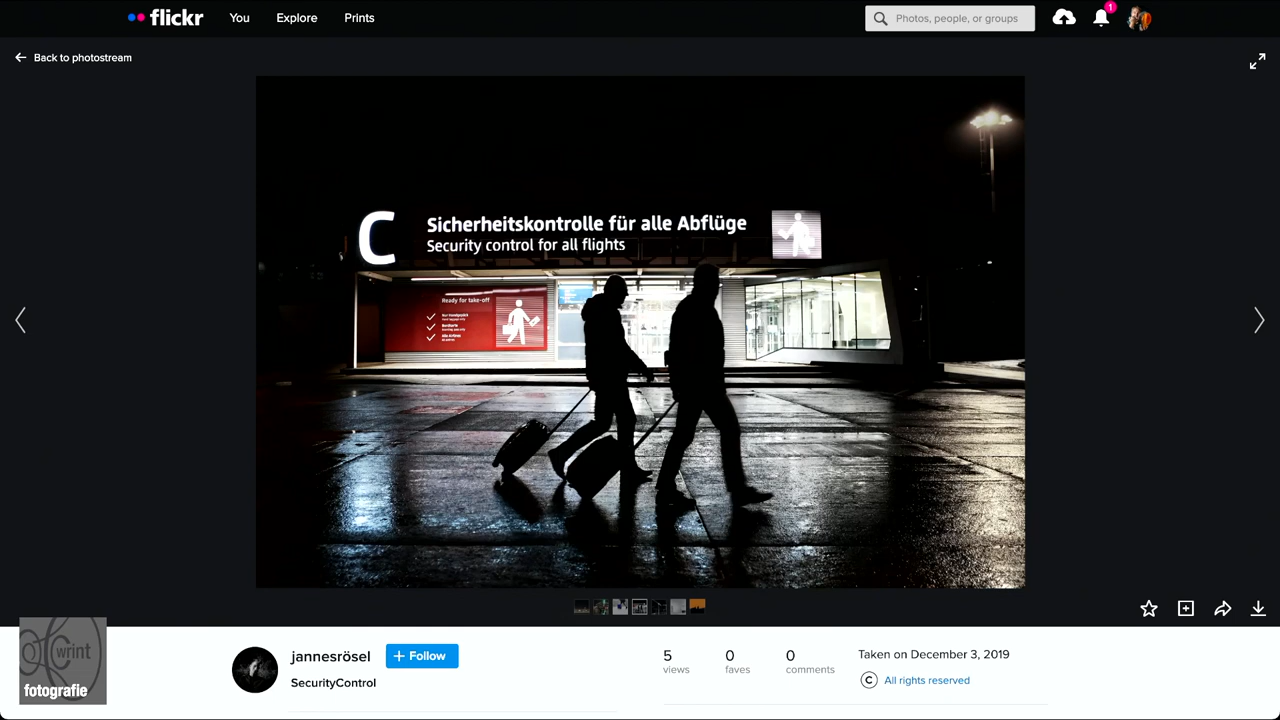 flickr
You
Explore
Prints
Photos, people, or groups
1
Back to photostream
C
Sicherheitskontrolle für alle Abflüge
Security control for all flights
Ready for take-off
wrint
fotografie
jannesrösel
+ Follow
SecurityControl
5
views
0
faves
0
comments
Taken on December 3, 2019
© All rights reserved